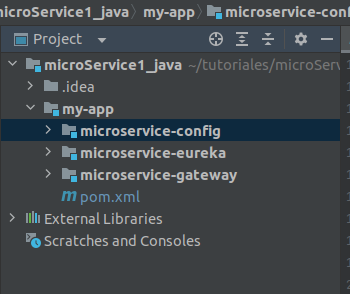 microService1_java my-app microservice-conf
Project
microService1_java ~/tutoriales/microServ
.idea
my-app
microservice-config
microservice-eureka
microservice-gateway
pom.xml
External Libraries
Scratches and Consoles